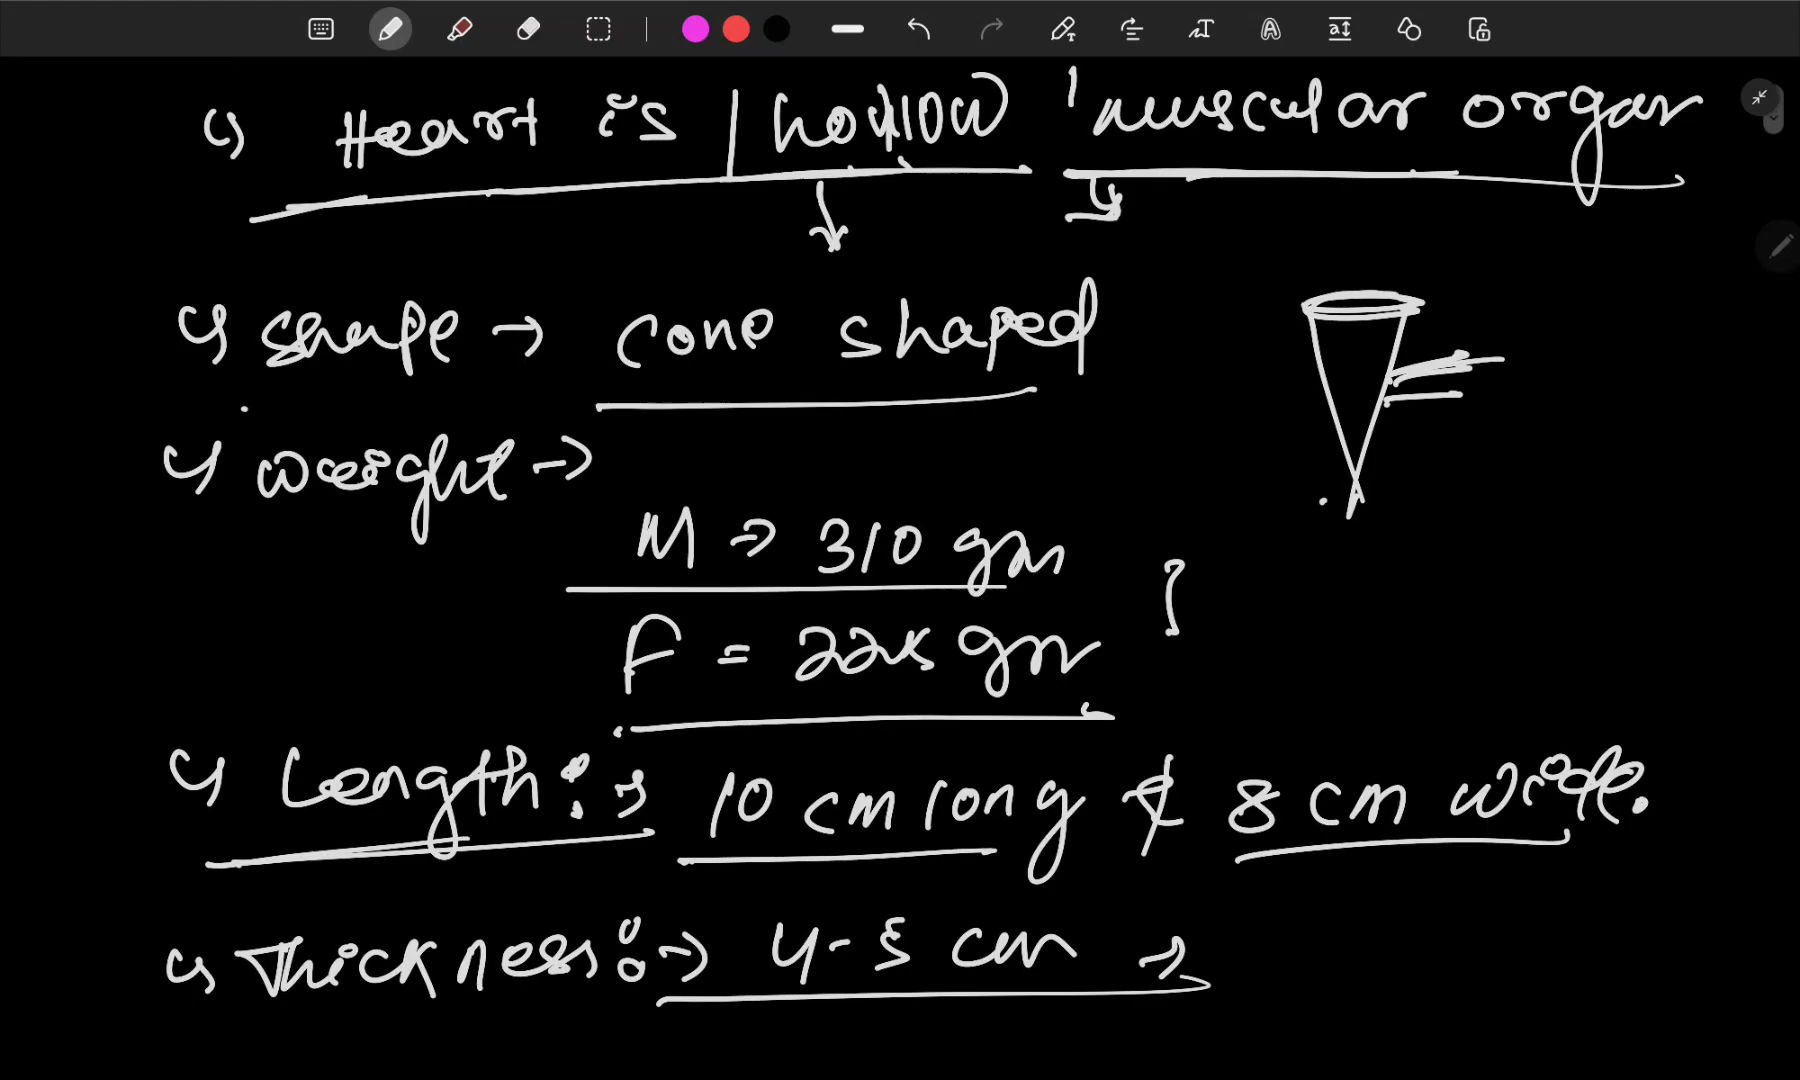 ↳ Heart is hollow muscular organ
↳ shape → cone shaped
↳ weight →
M → 310 gm
F = 225 gm
↳ Length : → 10 cm long & 8 cm wide.
↳ Thickness : → 4-5 cm →